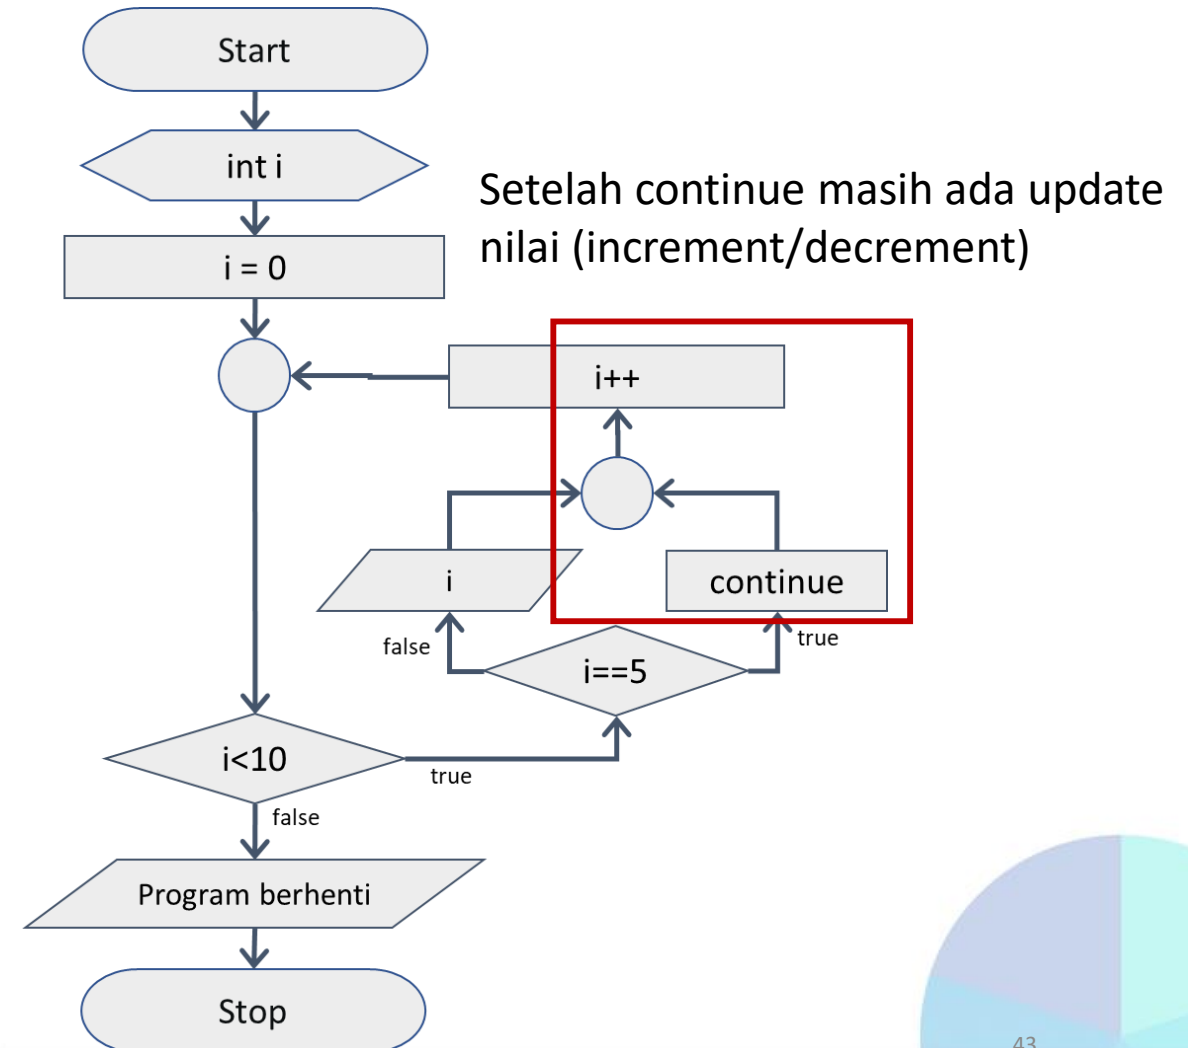 Start
int i
Setelah continue masih ada update
nilai (increment/decrement)
i = 0
i++
i
continue
false
true
i==5
i<10
true
false
Program berhenti
Stop
43